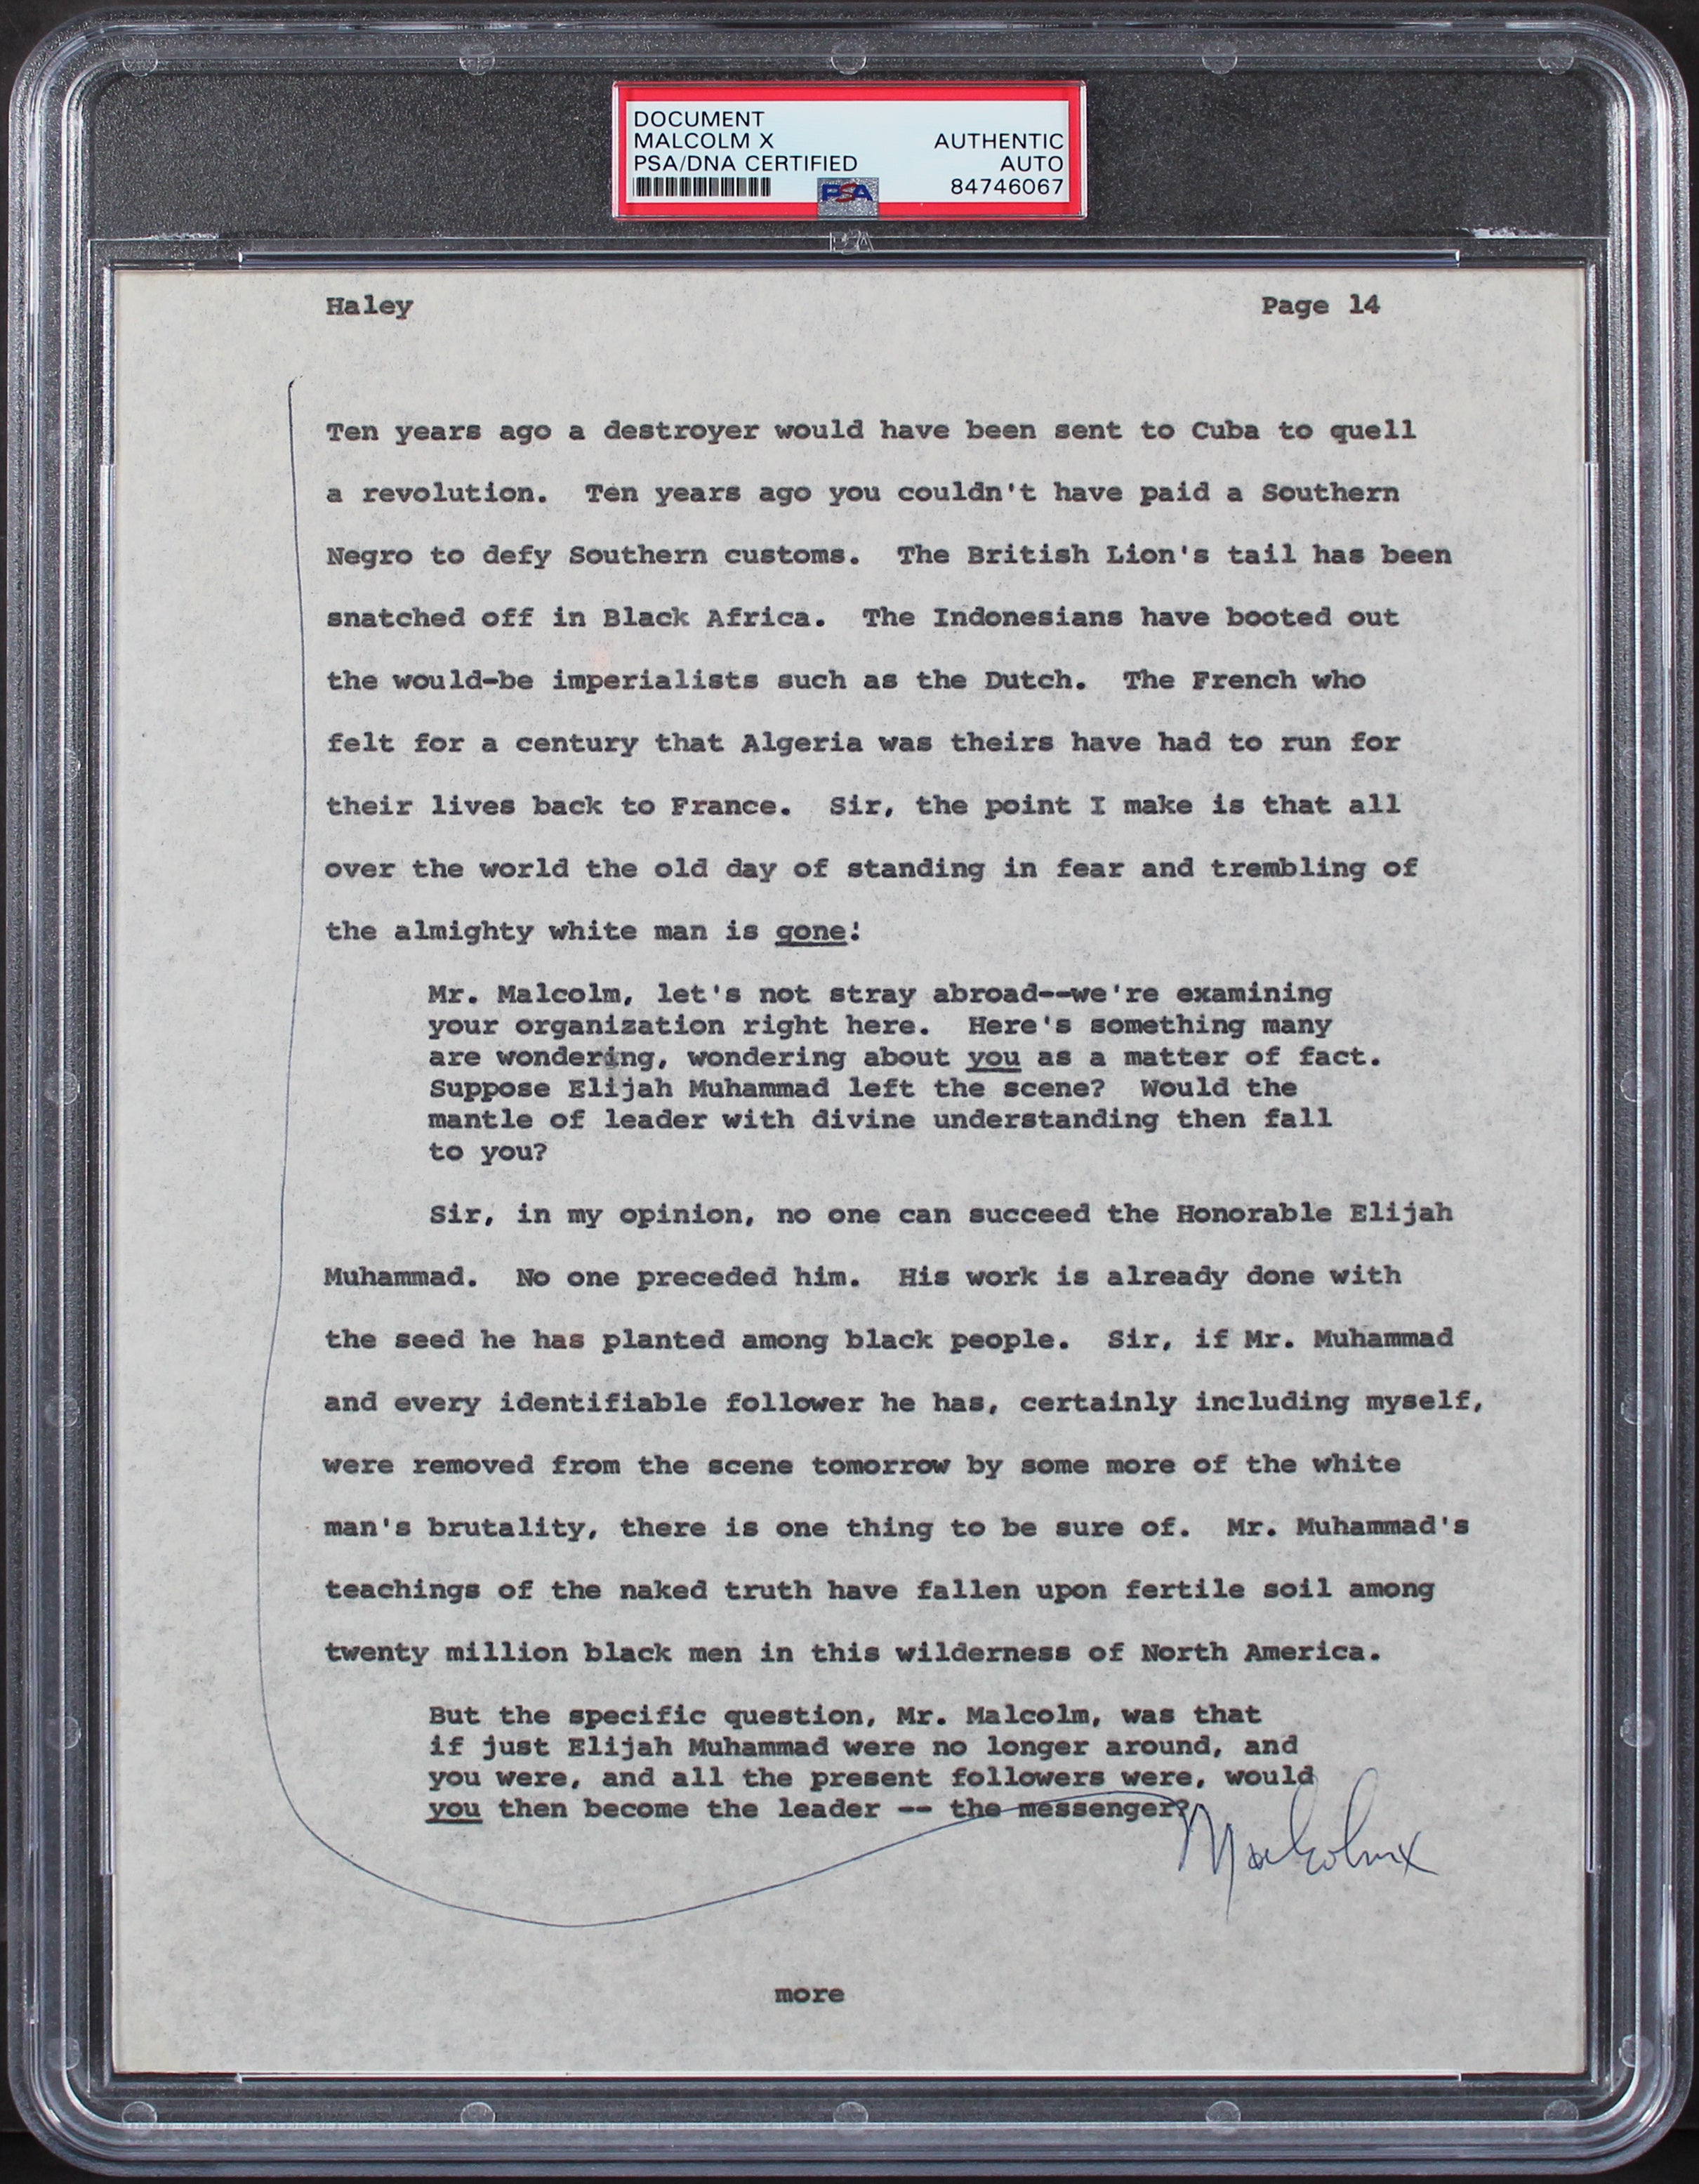 DOCUMENT
MALCOLM X AUTHENTIC
PSA/DNA CERTIFIED AUTO
PSA 84746067
PSA
Haley Page 14
Ten years ago a destroyer would have been sent to Cuba to quell
a revolution. Ten years ago you couldn't have paid a Southern
Negro to defy Southern customs. The British Lion's tail has been
snatched off in Black Africa. The Indonesians have booted out
the would-be imperialists such as the Dutch. The French who
felt for a century that Algeria was theirs have had to run for
their lives back to France. Sir, the point I make is that all
over the world the old day of standing in fear and trembling of
the almighty white man is gone!
Mr. Malcolm, let's not stray abroad--we're examining
your organization right here. Here's something many
are wondering, wondering about you as a matter of fact.
Suppose Elijah Muhammad left the scene? Would the
mantle of leader with divine understanding then fall
to you?
Sir, in my opinion, no one can succeed the Honorable Elijah
Muhammad. No one preceded him. His work is already done with
the seed he has planted among black people. Sir, if Mr. Muhammad
and every identifiable follower he has, certainly including myself,
were removed from the scene tomorrow by some more of the white
man's brutality, there is one thing to be sure of. Mr. Muhammad's
teachings of the naked truth have fallen upon fertile soil among
twenty million black men in this wilderness of North America.
But the specific question, Mr. Malcolm, was that
if just Elijah Muhammad were no longer around, and
you were, and all the present followers were, would
you then become the leader -- the messenger?
Malcolm X
more